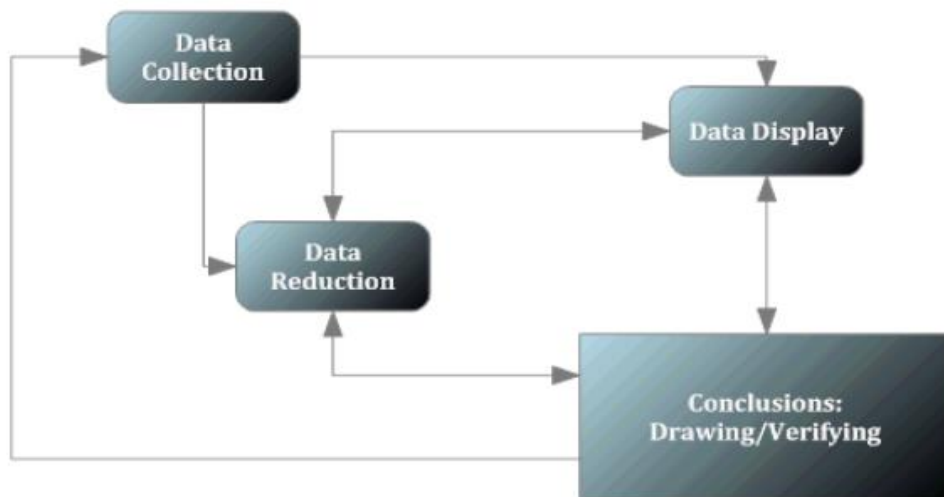 Data
Collection
Data Display
Data
Reduction
Conclusions:
Drawing/Verifying